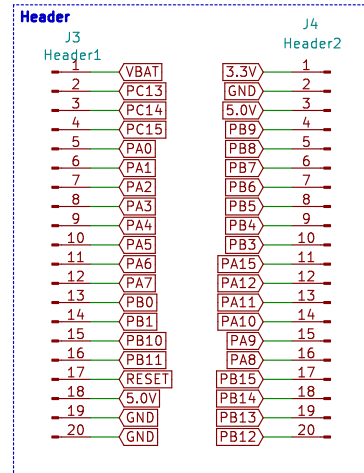 Header
J3
Header1
J4
Header2
1 VBAT 3.3V 1
2 PC13 GND 2
3 PC14 5.0V 3
4 PC15 PB9 4
5 PA0 PB8 5
6 PA1 PB7 6
7 PA2 PB6 7
8 PA3 PB5 8
9 PA4 PB4 9
10 PA5 PB3 10
11 PA6 PA15 11
12 PA7 PA12 12
13 PB0 PA11 13
14 PB1 PA10 14
15 PB10 PA9 15
16 PB11 PA8 16
17 RESET PB15 17
18 5.0V PB14 18
19 GND PB13 19
20 GND PB12 20